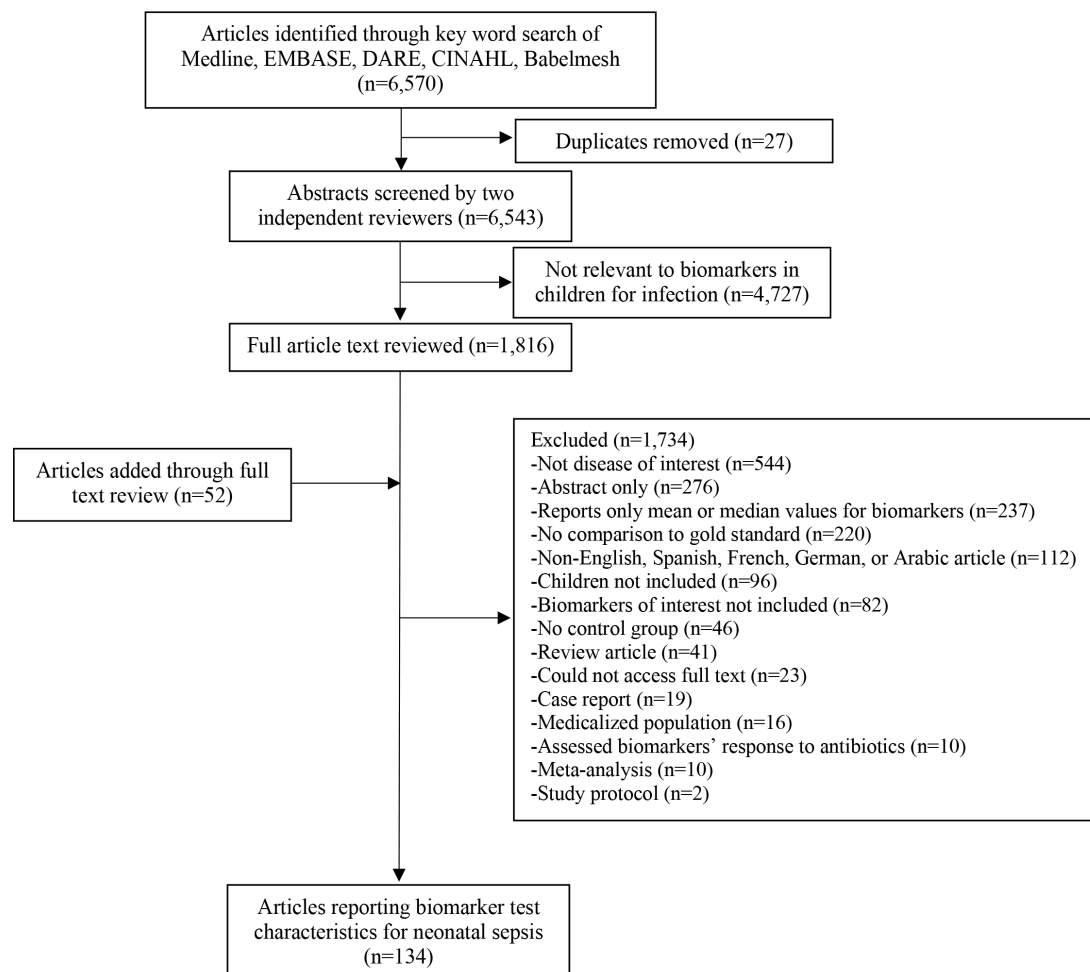 Articles identified through key word search of
Medline, EMBASE, DARE, CINAHL, Babelmesh
(n=6,570)
Duplicates removed (n=27)
Abstracts screened by two
independent reviewers (n=6,543)
Not relevant to biomarkers in
children for infection (n=4,727)
Full article text reviewed (n=1,816)
Articles added through full
text review (n=52)
Excluded (n=1,734)
-Not disease of interest (n=544)
-Abstract only (n=276)
-Reports only mean or median values for biomarkers (n=237)
-No comparison to gold standard (n=220)
-Non-English, Spanish, French, German, or Arabic article (n=112)
-Children not included (n=96)
-Biomarkers of interest not included (n=82)
-No control group (n=46)
-Review article (n=41)
-Could not access full text (n=23)
-Case report (n=19)
-Medicalized population (n=16)
-Assessed biomarkers’ response to antibiotics (n=10)
-Meta-analysis (n=10)
-Study protocol (n=2)
Articles reporting biomarker test
characteristics for neonatal sepsis
(n=134)